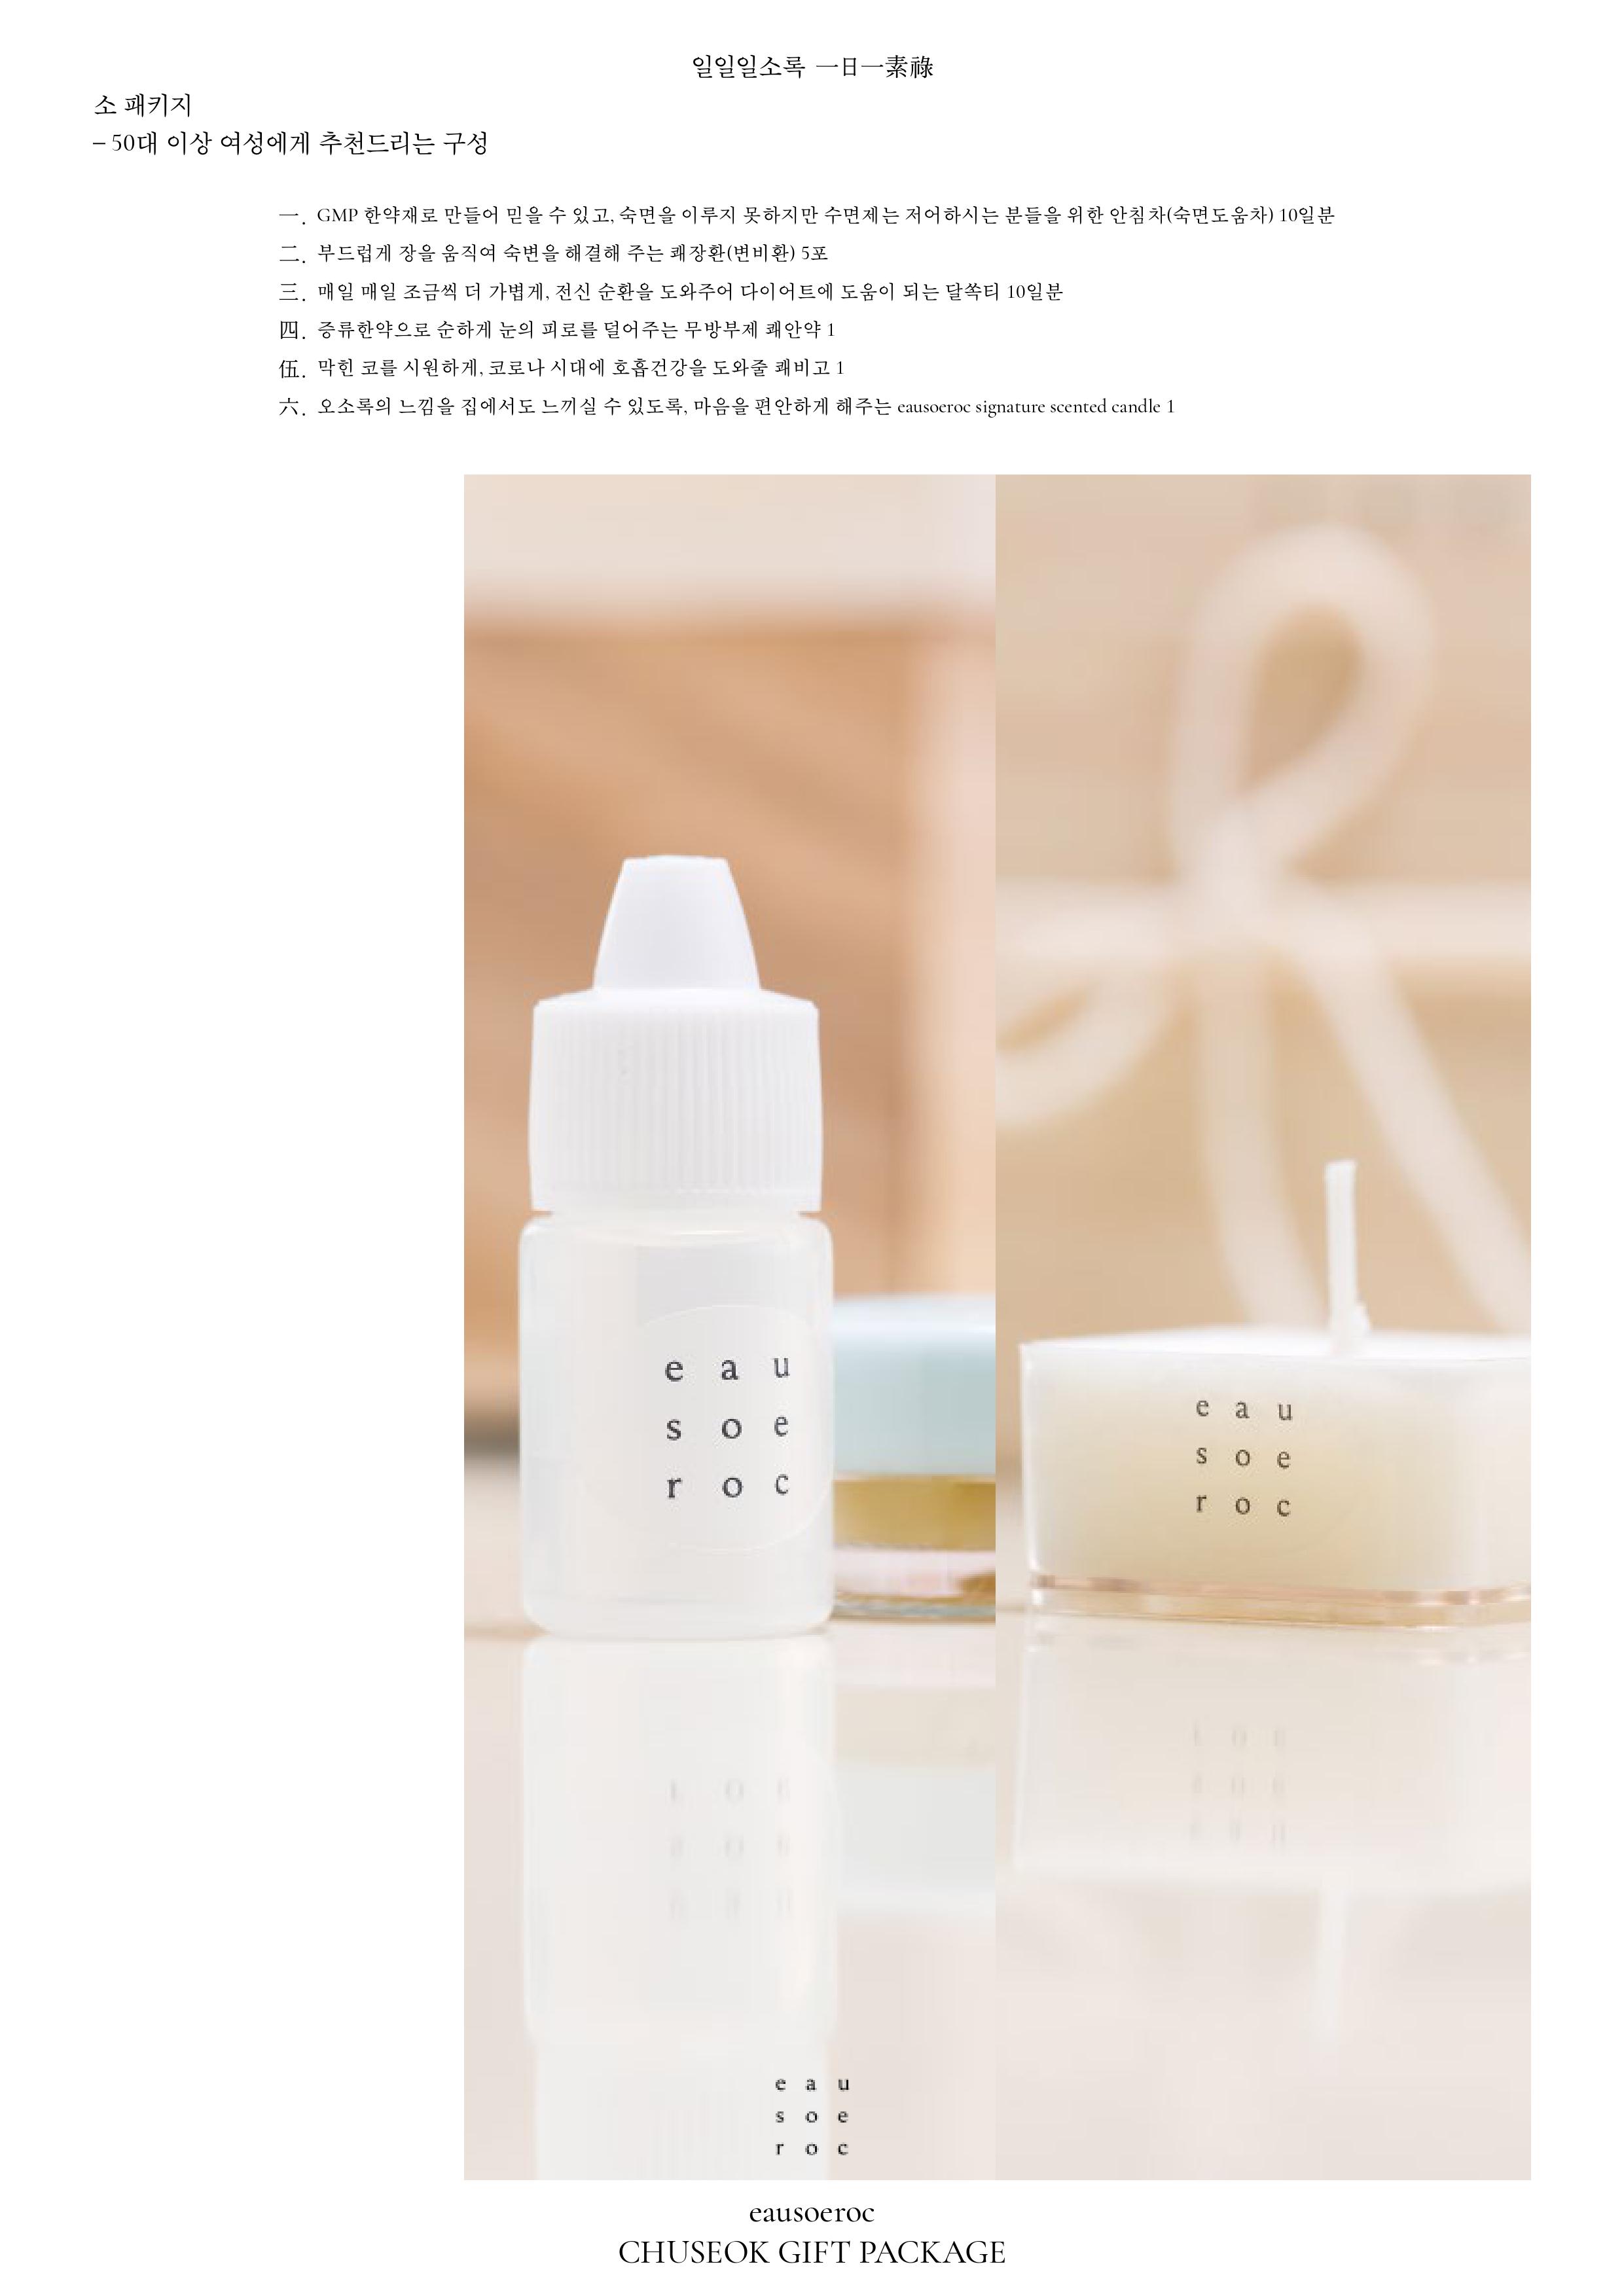 일일일소록 一日一素祿
소 패키지
– 50대 이상 여성에게 추천드리는 구성
一. GMP 한약재로 만들어 믿을 수 있고, 숙면을 이루지 못하지만 수면제는 저어하시는 분들을 위한 안침차(숙면도움차) 10일분
二. 부드럽게 장을 움직여 숙변을 해결해 주는 쾌장환(변비환) 5포
三. 매일 매일 조금씩 더 가볍게, 전신 순환을 도와주어 다이어트에 도움이 되는 달쏙티 10일분
四. 증류한약으로 순하게 눈의 피로를 덜어주는 무방부제 쾌안약 1
伍. 막힌 코를 시원하게, 코로나 시대에 호흡건강을 도와줄 쾌비고 1
六. 오소록의 느낌을 집에서도 느끼실 수 있도록, 마음을 편안하게 해주는 eausoeroc signature scented candle 1
e a u
s o e
r o c
e a u
s o e
r o c
e a u
s o e
r o c
eausoeroc
CHUSEOK GIFT PACKAGE